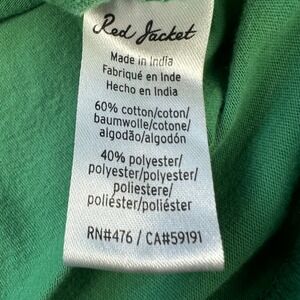 Red Jacket
Made in India
Fabriqué en Inde
Hecho en India
60% cotton/coton/
baumwolle/cotone/
algodão/algodón
40% polyester/
polyester/polyester/
poliestere/
poliéster/poliéster
RN#476 / CA#59191